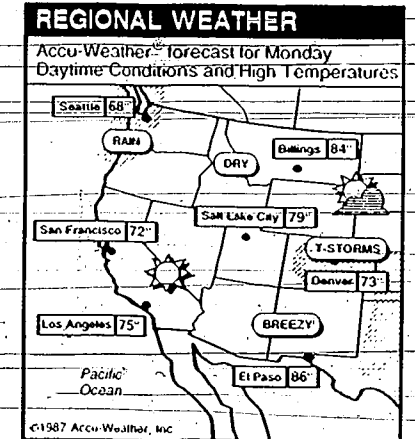 REGIONAL WEATHER
Accu-Weather® forecast for Monday
Daytime Conditions and High Temperatures
Seattle 68°
RAIN
DRY
Billings 84°
Salt Lake City 79°
San Francisco 72°
T-STORMS
Denver 73°
Los Angeles 75°
BREEZY
Pacific
Ocean
El Paso 86°
©1987 Accu-Weather, Inc